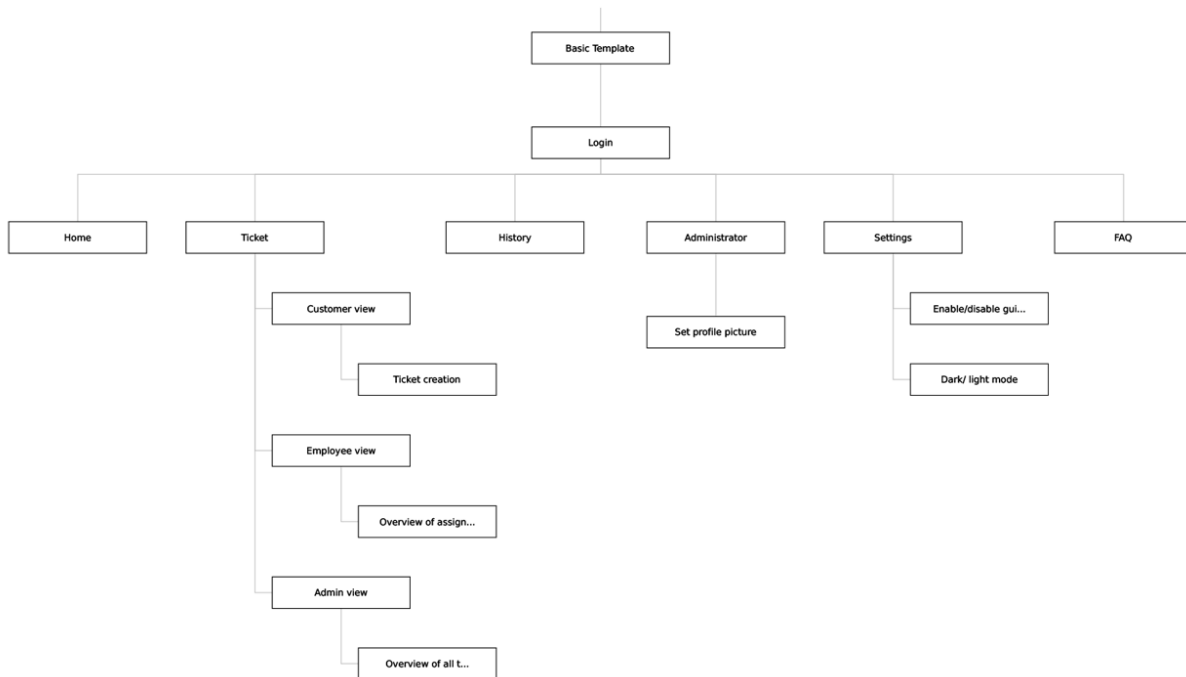 Basic Template
Login
Home
Ticket
History
Administrator
Settings
FAQ
Customer view
Enable/disable gui...
Set profile picture
Ticket creation
Dark/ light mode
Employee view
Overview of assign...
Admin view
Overview of all t...